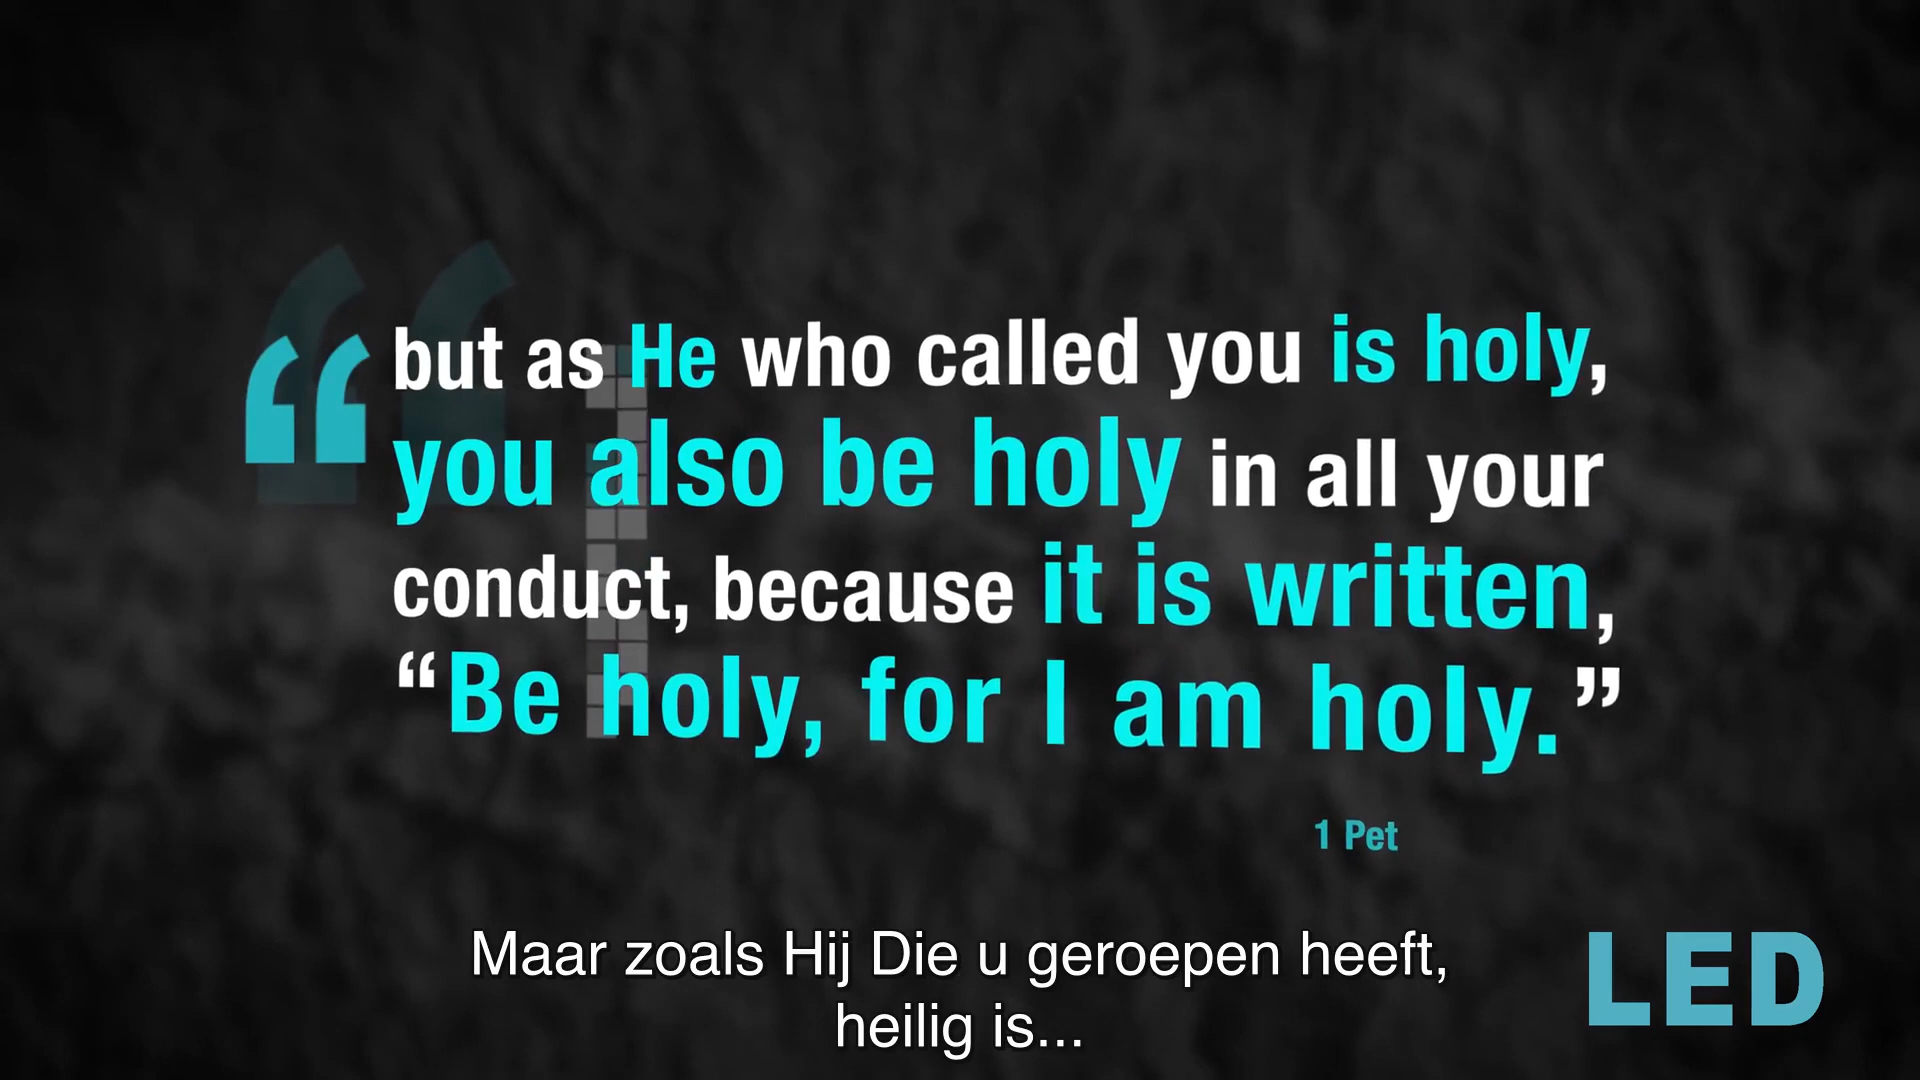 but as He who called you is holy,
you also be holy in all your
conduct, because it is written,
“Be holy, for I am holy.”
1 Pet
Maar zoals Hij Die u geroepen heeft,
heilig is...
LED